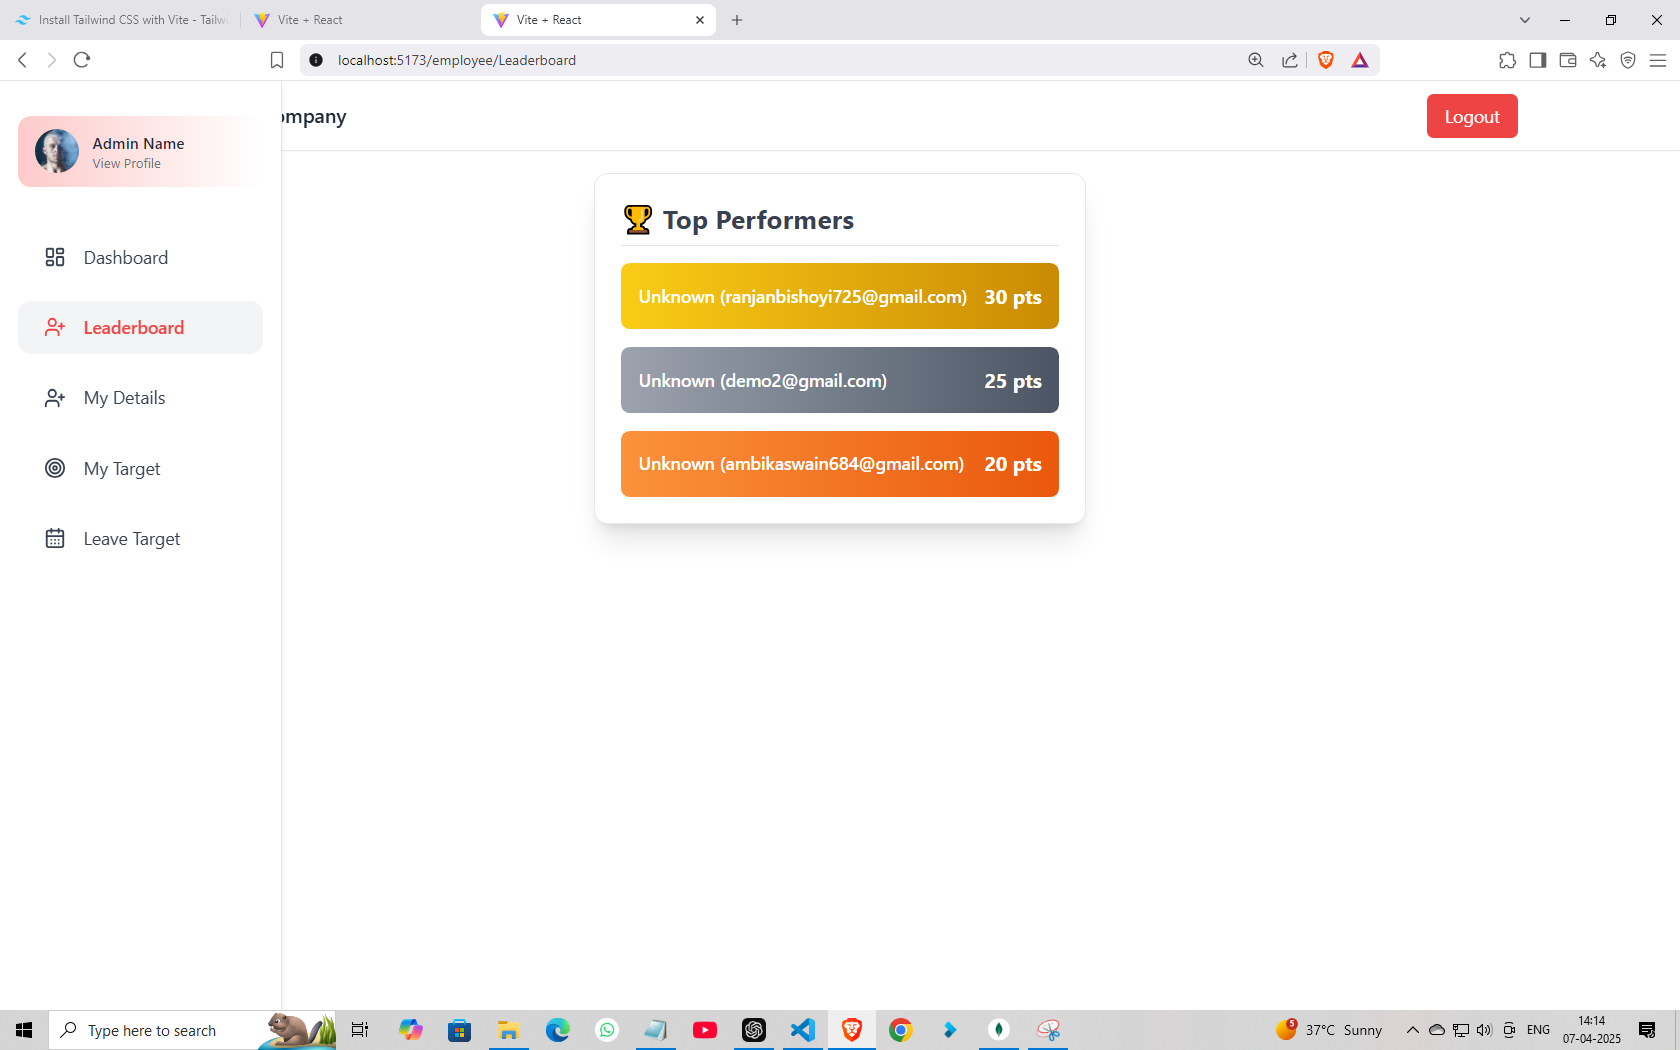 Install Tailwind CSS with Vite - Tailwi
Vite + React
Vite + React
localhost:5173/employee/Leaderboard
Admin Name
View Profile
ompany
Logout
Dashboard
Leaderboard
My Details
My Target
Leave Target
🏆 Top Performers
Unknown (ranjanbishoyi725@gmail.com) 30 pts
Unknown (demo2@gmail.com) 25 pts
Unknown (ambikaswain684@gmail.com) 20 pts
Type here to search
5
37°C Sunny
ENG
14:14
07-04-2025